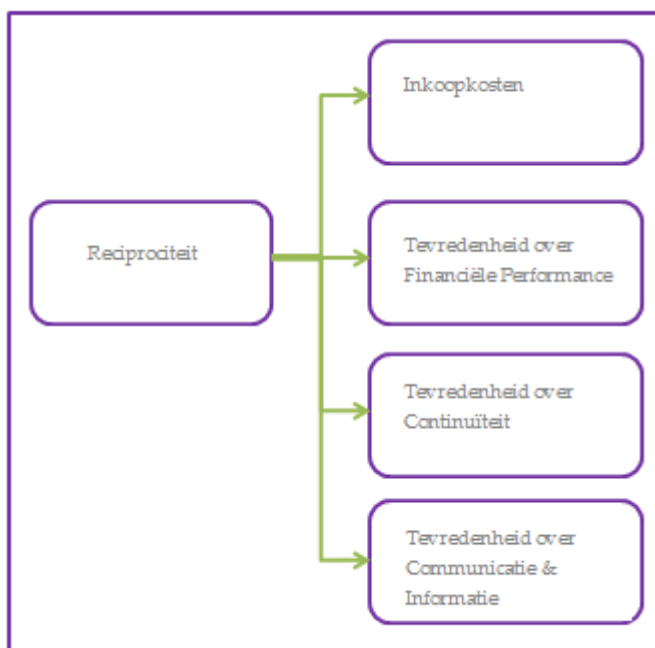 Inkoopkosten
Reciprociteit
Tevredenheid over
Financiële Performance
Tevredenheid over
Continuïteit
Tevredenheid over
Communicatie &
Informatie